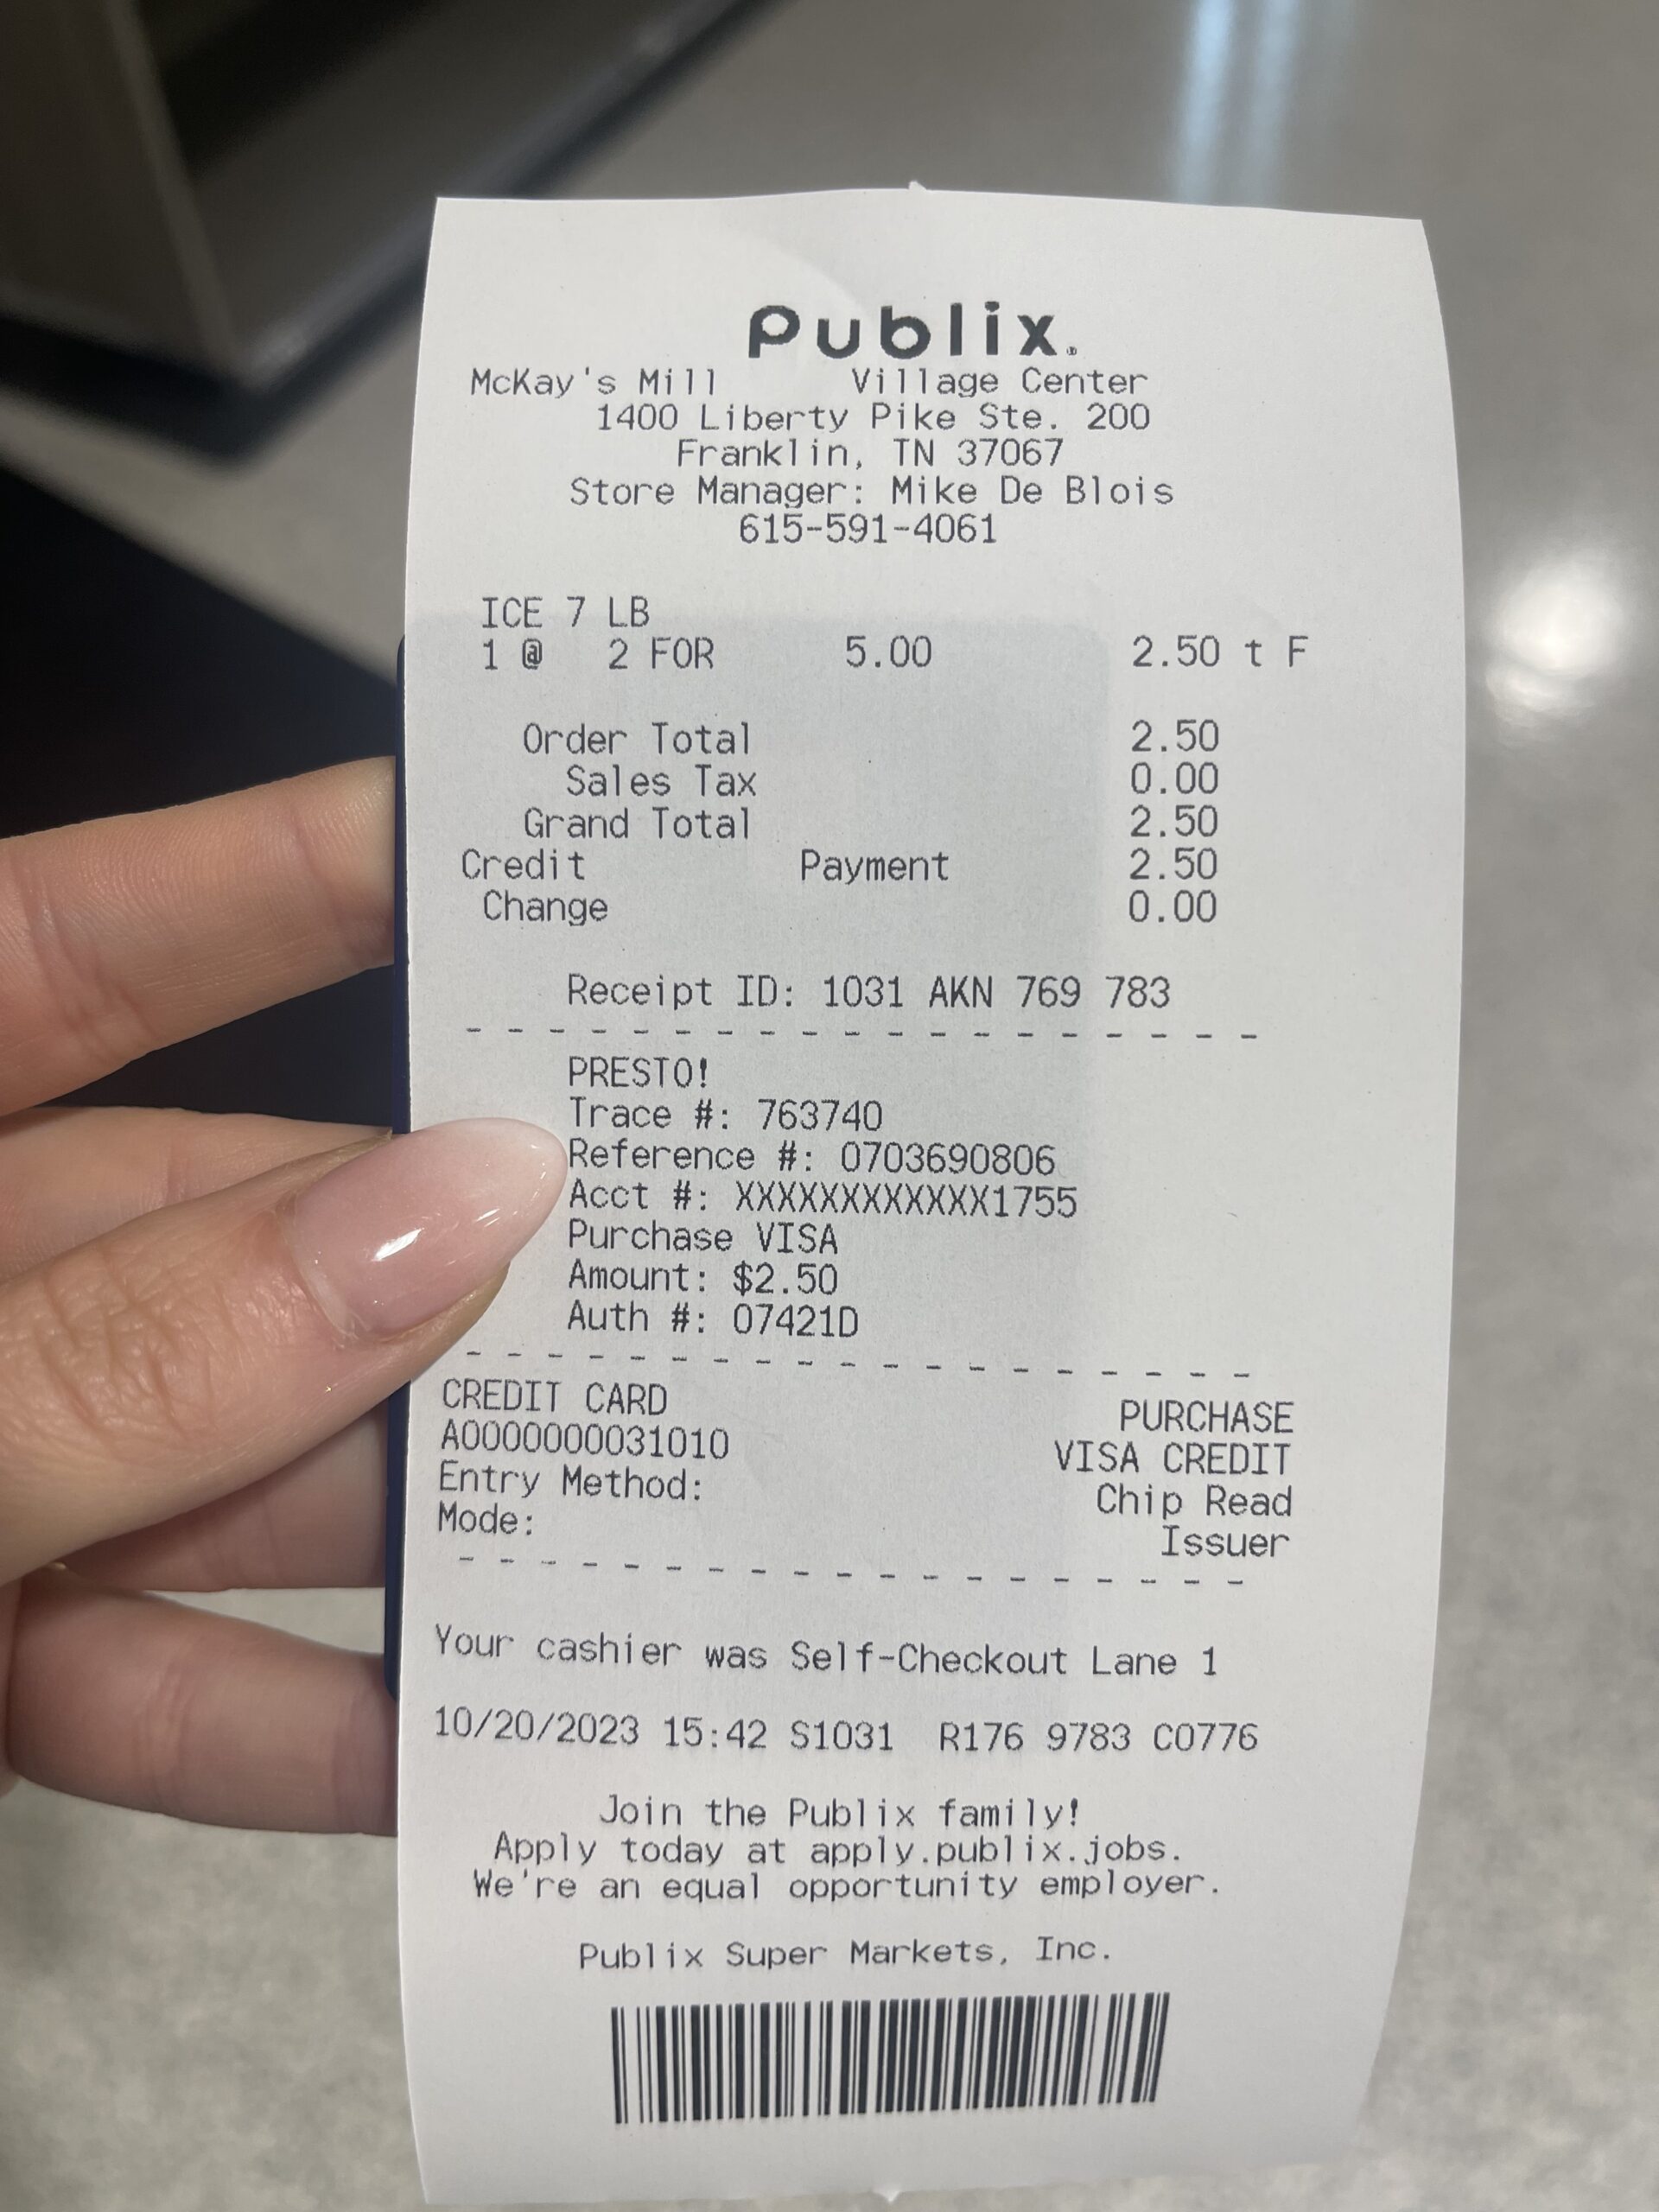 Publix.
McKay's Mill Village Center
1400 Liberty Pike Ste. 200
Franklin, TN 37067
Store Manager: Mike De Blois
615-591-4061
ICE 7 LB
1 @ 2 FOR 5.00 2.50 t F
Order Total 2.50
Sales Tax 0.00
Grand Total 2.50
Credit Payment 2.50
Change 0.00
Receipt ID: 1031 AKN 769 783
- - - - - - - - - - - - - - - - - - -
PRESTO!
Trace #: 763740
Reference #: 0703690806
Acct #: XXXXXXXXXXXX1755
Purchase VISA
Amount: $2.50
Auth #: 07421D
- - - - - - - - - - - - - - - - - - -
CREDIT CARD PURCHASE
A0000000031010 VISA CREDIT
Entry Method: Chip Read
Mode: Issuer
- - - - - - - - - - - - - - - - - - -
Your cashier was Self-Checkout Lane 1
10/20/2023 15:42 S1031 R176 9783 C0776
Join the Publix family!
Apply today at apply.publix.jobs.
We're an equal opportunity employer.
Publix Super Markets, Inc.